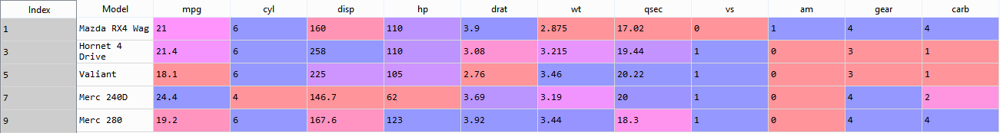 Index Model mpg cyl disp hp drat wt qsec vs am gear carb
1 Mazda RX4 Wag 21 6 160 110 3.9 2.875 17.02 0 1 4 4
3 Hornet 4 Drive 21.4 6 258 110 3.08 3.215 19.44 1 0 3 1
5 Valiant 18.1 6 225 105 2.76 3.46 20.22 1 0 3 1
7 Merc 240D 24.4 4 146.7 62 3.69 3.19 20 1 0 4 2
9 Merc 280 19.2 6 167.6 123 3.92 3.44 18.3 1 0 4 4